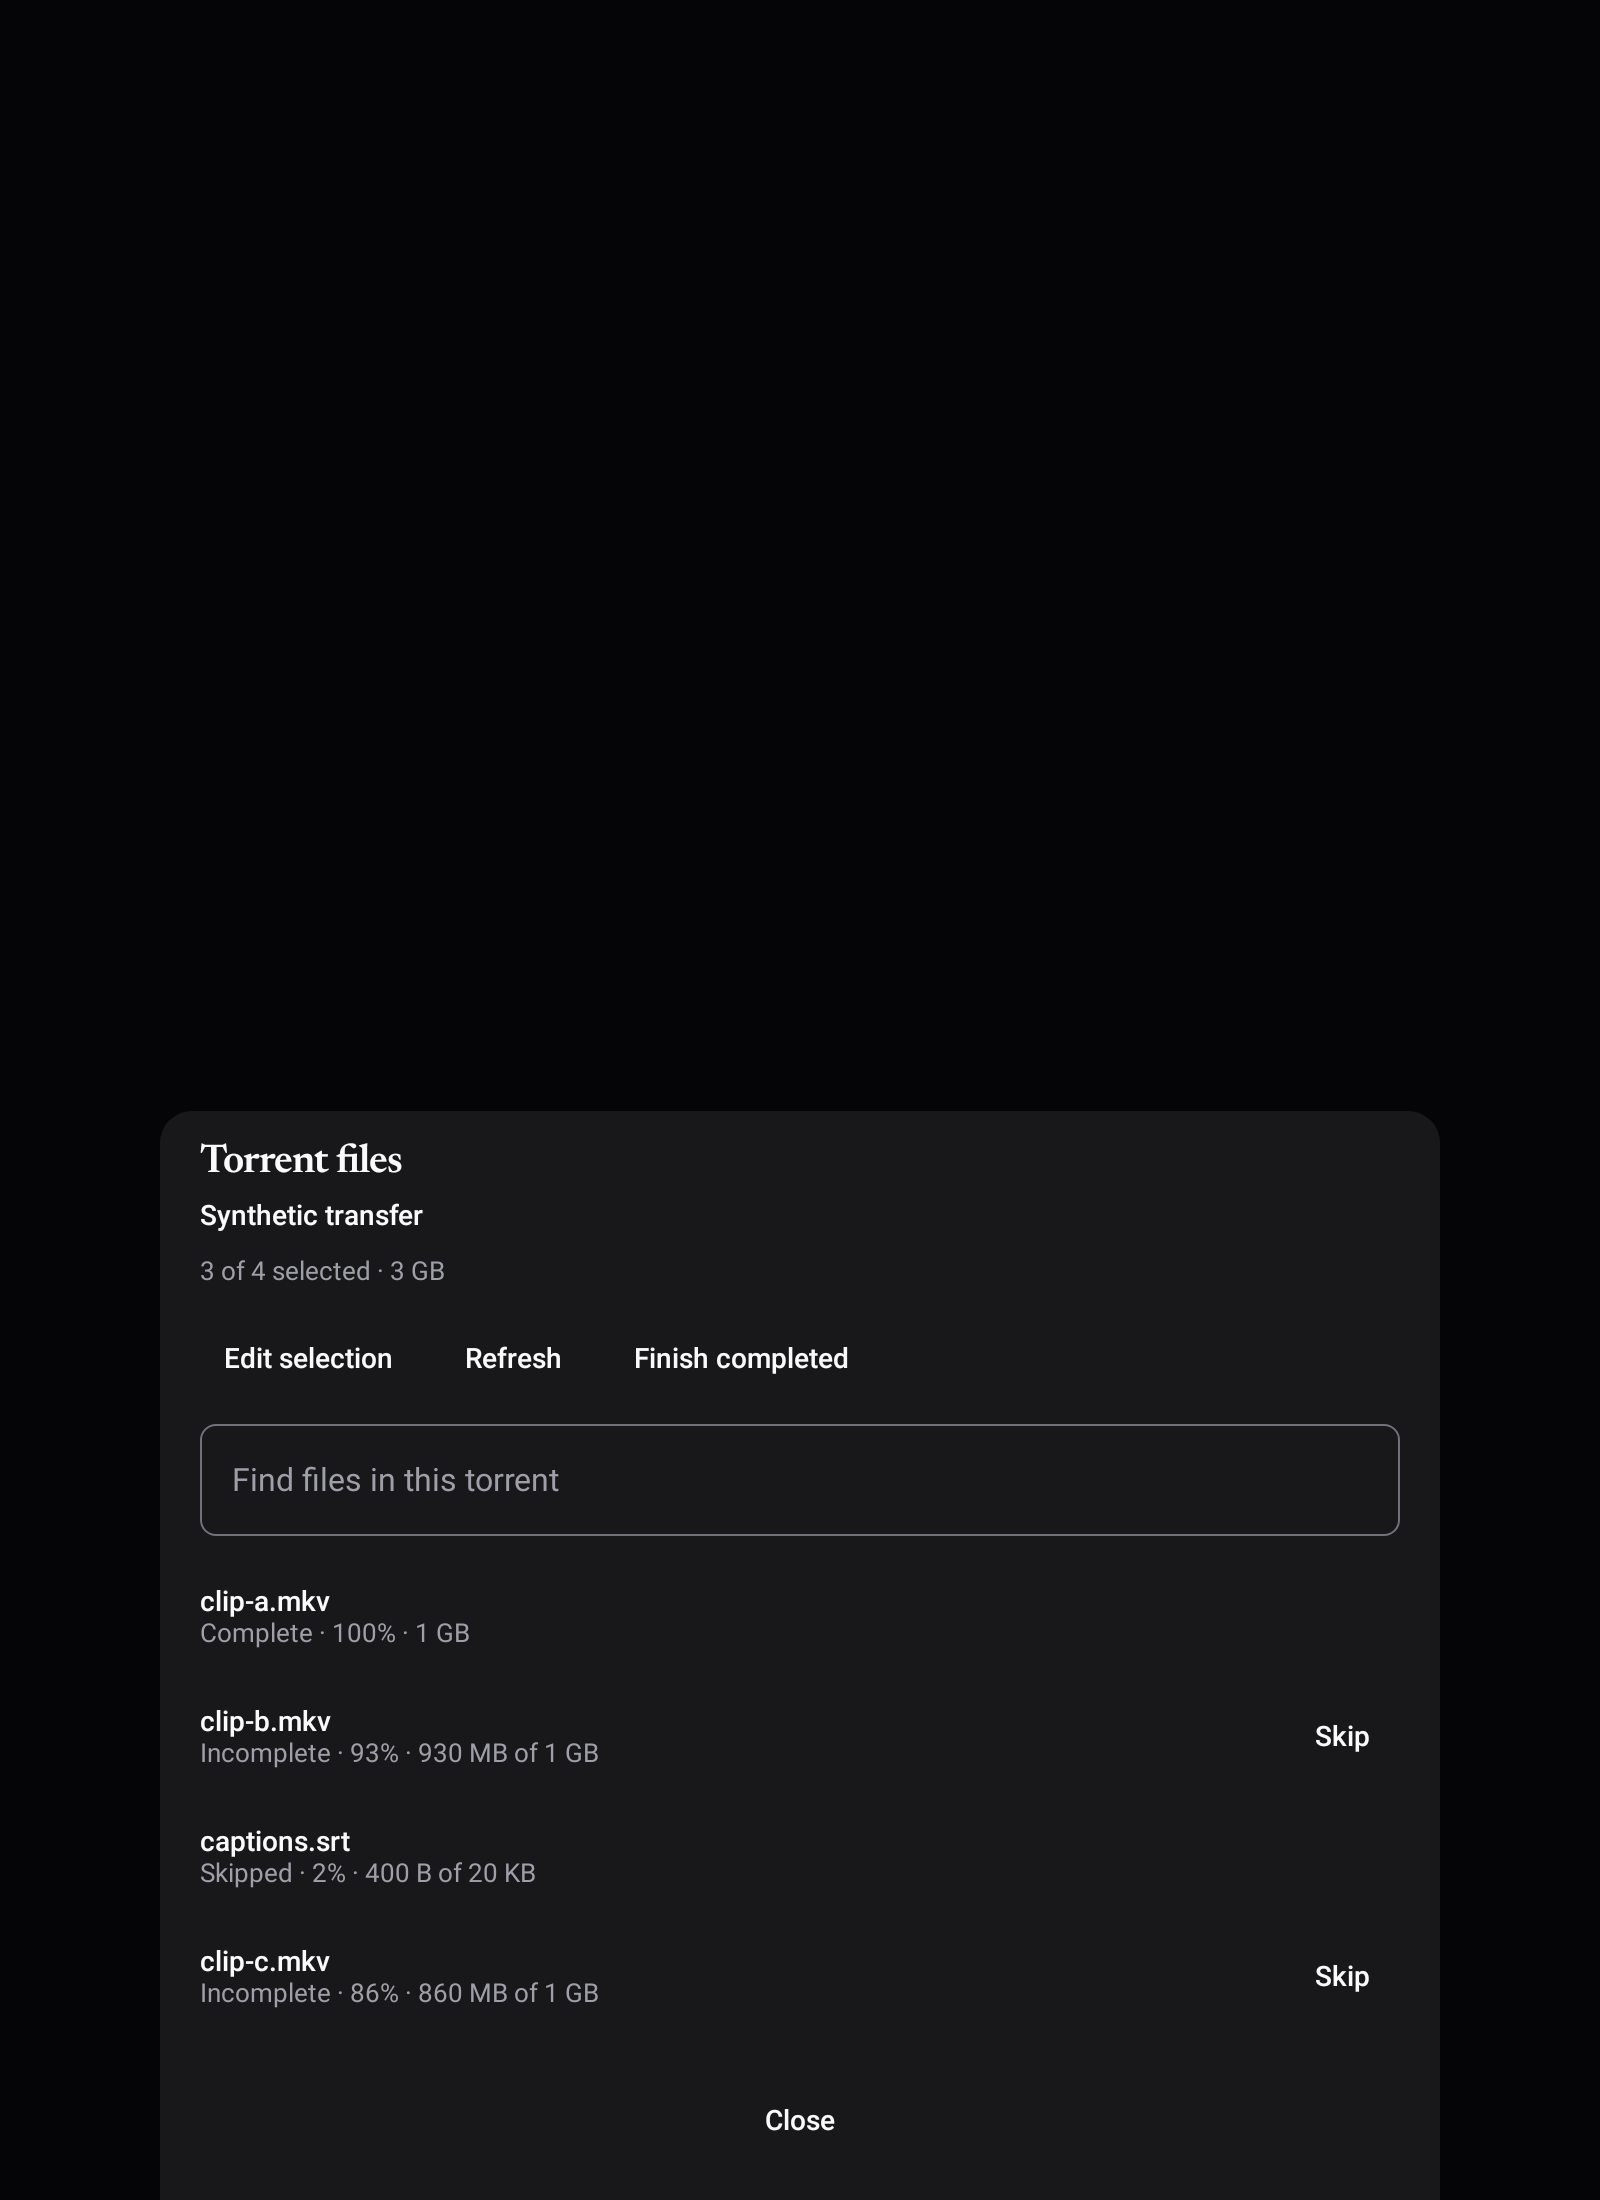 Torrent files
Synthetic transfer
3 of 4 selected · 3 GB
Edit selection Refresh Finish completed
Find files in this torrent
clip-a.mkv
Complete · 100% · 1 GB
clip-b.mkv
Incomplete · 93% · 930 MB of 1 GB
Skip
captions.srt
Skipped · 2% · 400 B of 20 KB
clip-c.mkv
Incomplete · 86% · 860 MB of 1 GB
Skip
Close